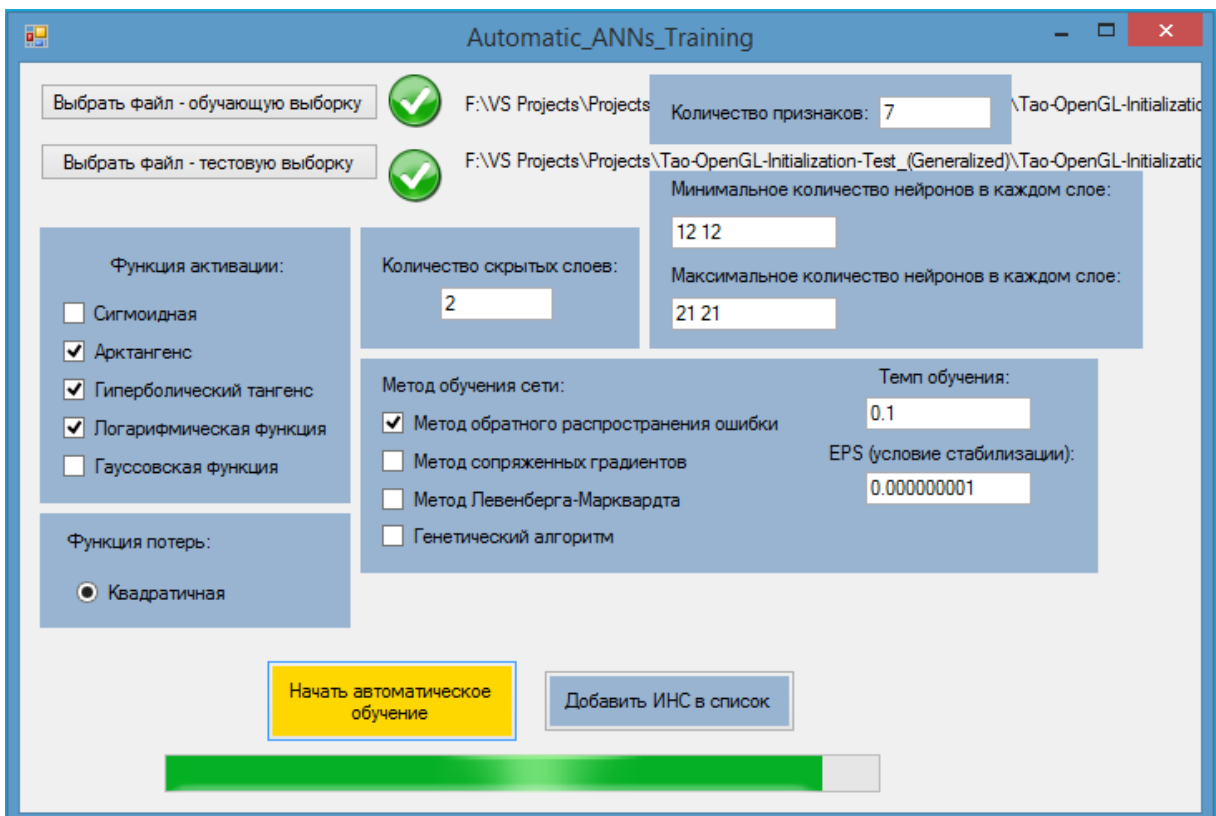 Automatic_ANNs_Training
Выбрать файл - обучающую выборку
F:\VS Projects\Projects
Количество признаков: 7
\Tao-OpenGL-Initializatio
Выбрать файл - тестовую выборку
F:\VS Projects\Projects\Tao-OpenGL-Initialization-Test_(Generalized)\Tao-OpenGL-Initializatio
Минимальное количество нейронов в каждом слое:
12 12
Максимальное количество нейронов в каждом слое:
21 21
Количество скрытых слоев:
2
Функция активации:
Сигмоидная
Арктангенс
Гиперболический тангенс
Логарифмическая функция
Гауссовская функция
Метод обучения сети:
Метод обратного распространения ошибки
Метод сопряженных градиентов
Метод Левенберга-Марквардта
Генетический алгоритм
Темп обучения:
0.1
EPS (условие стабилизации):
0.000000001
Функция потерь:
Квадратичная
Начать автоматическое
обучение
Добавить ИНС в список